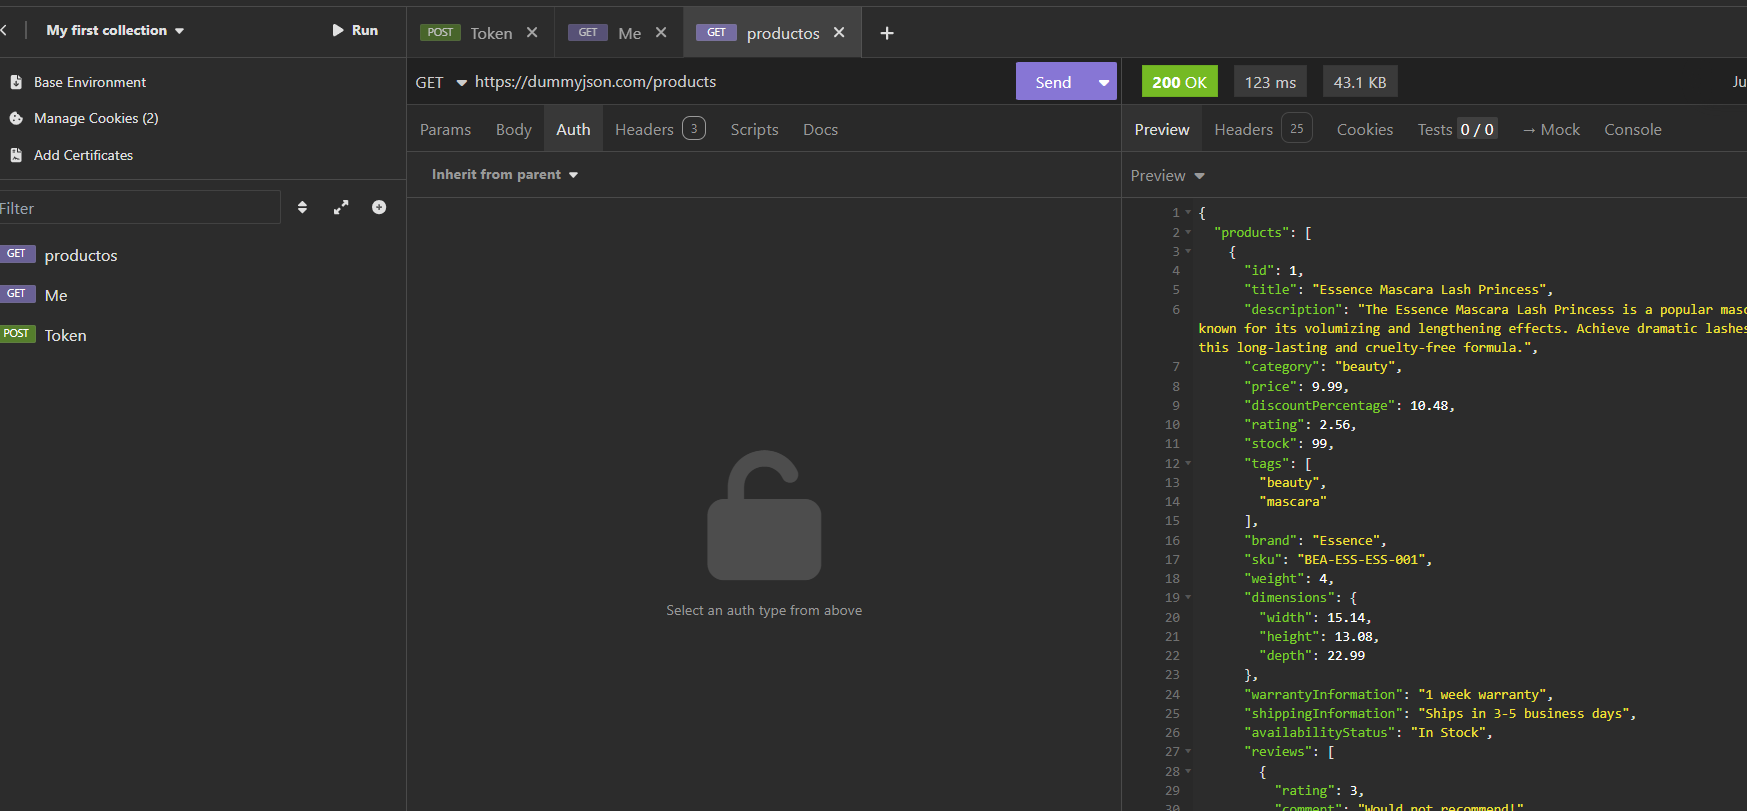 My first collection
Run
Base Environment
Manage Cookies (2)
Add Certificates
Filter
GET productos
GET Me
POST Token
POST Token
GET Me
GET productos
GET https://dummyjson.com/products
Send
Params Body Auth Headers 3 Scripts Docs
Inherit from parent
Select an auth type from above
200 OK 123 ms 43.1 KB
Preview Headers 25 Cookies Tests 0 / 0 → Mock Console
Preview
1 {
2 "products": [
3 {
4 "id": 1,
5 "title": "Essence Mascara Lash Princess",
6 "description": "The Essence Mascara Lash Princess is a popular
known for its volumizing and lengthening effects. Achieve dramatic lashes
this long-lasting and cruelty-free formula.",
7 "category": "beauty",
8 "price": 9.99,
9 "discountPercentage": 10.48,
10 "rating": 2.56,
11 "stock": 99,
12 "tags": [
13 "beauty",
14 "mascara"
15 ],
16 "brand": "Essence",
17 "sku": "BEA-ESS-ESS-001",
18 "weight": 4,
19 "dimensions": {
20 "width": 15.14,
21 "height": 13.08,
22 "depth": 22.99
23 },
24 "warrantyInformation": "1 week warranty",
25 "shippingInformation": "Ships in 3-5 business days",
26 "availabilityStatus": "In Stock",
27 "reviews": [
28 {
29 "rating": 3,
30 "comment": "Would not recommend!"